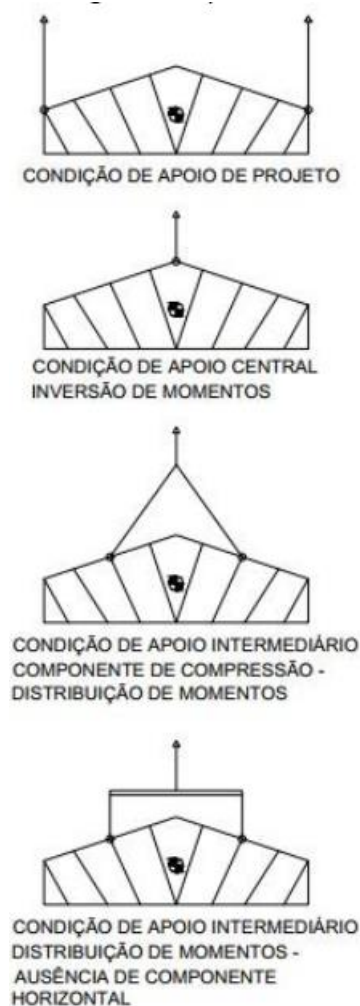 CONDIÇÃO DE APOIO DE PROJETO
CONDIÇÃO DE APOIO CENTRAL
INVERSÃO DE MOMENTOS
CONDIÇÃO DE APOIO INTERMEDIÁRIO
COMPONENTE DE COMPRESSÃO -
DISTRIBUIÇÃO DE MOMENTOS
CONDIÇÃO DE APOIO INTERMEDIÁRIO
DISTRIBUIÇÃO DE MOMENTOS -
AUSÊNCIA DE COMPONENTE
HORIZONTAL